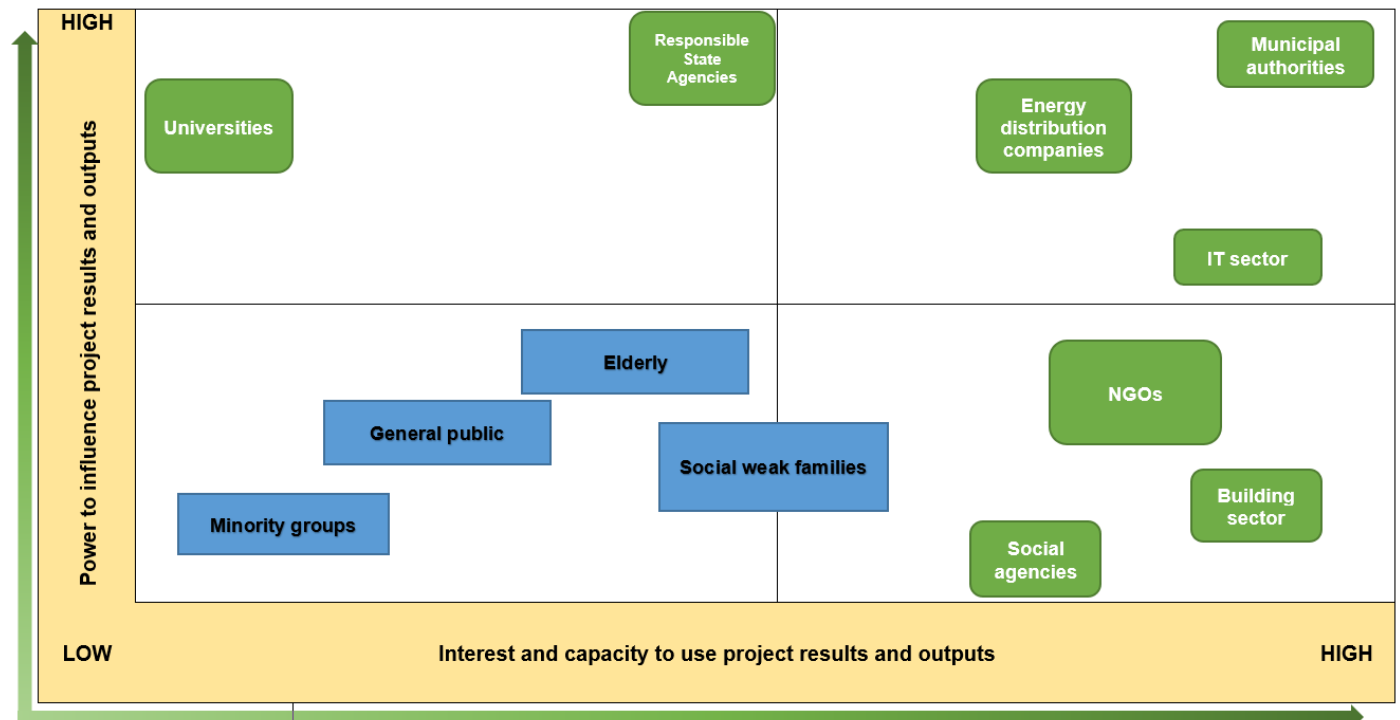 HIGH
Power to influence project results and outputs
Responsible
State
Agencies
Municipal
authorities
Universities
Energy
distribution
companies
IT sector
Elderly
NGOs
General public
Social weak families
Minority groups
Building
sector
Social
agencies
LOW
Interest and capacity to use project results and outputs
HIGH